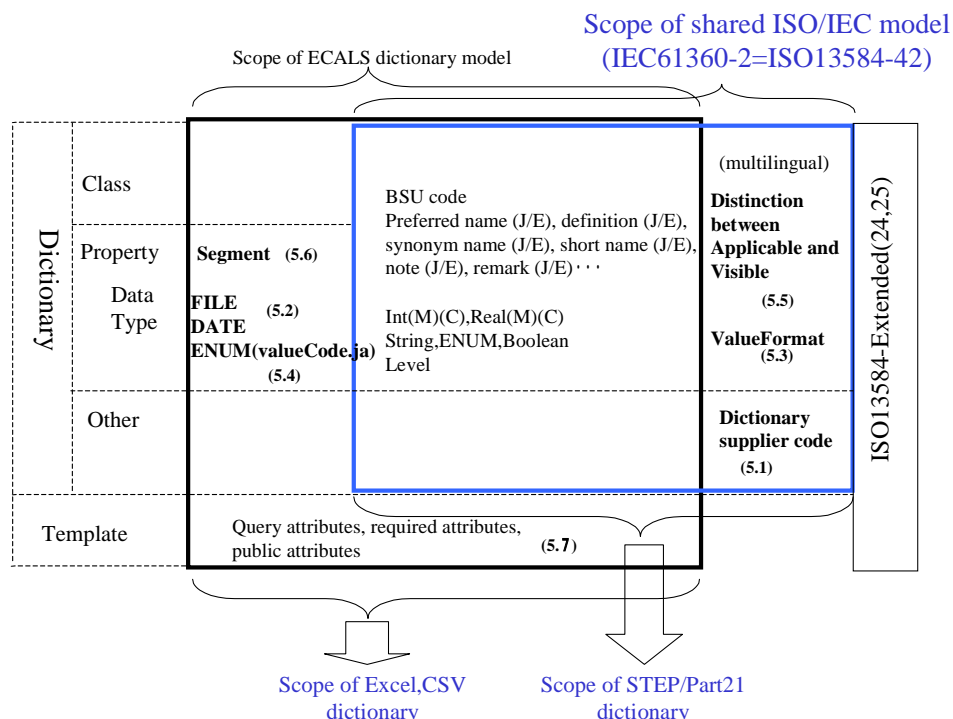 Scope of shared ISO/IEC model
(IEC61360-2=ISO13584-42)
Scope of ECALS dictionary model
Dictionary
Class
Property
Data
Type
Other
Template
Segment (5.6)
FILE
(5.2)
DATE
ENUM(valueCode.ja)
(5.4)
BSU code
Preferred name (J/E), definition (J/E),
synonym name (J/E), short name (J/E),
note (J/E), remark (J/E)･･･
Int(M)(C),Real(M)(C)
String,ENUM,Boolean
Level
(multilingual)
Distinction
between
Applicable and
Visible
(5.5)
ValueFormat
(5.3)
Dictionary
supplier code
(5.1)
ISO13584-Extended(24,25)
Query attributes, required attributes,
public attributes
(5.7)
Scope of Excel,CSV
dictionary
Scope of STEP/Part21
dictionary